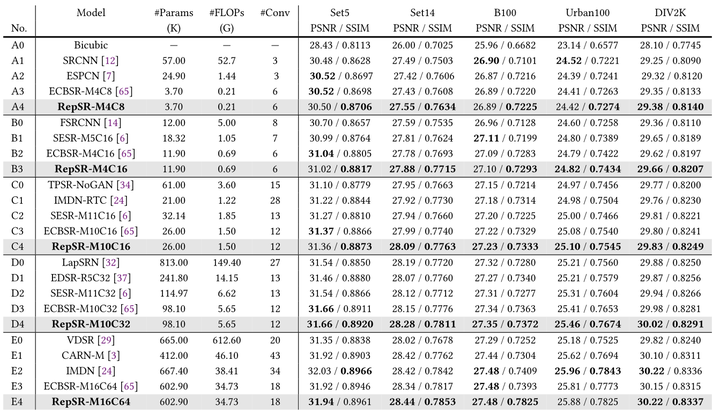 Model #Params #FLOPs #Conv Set5 Set14 B100 Urban100 DIV2K
No. (K) (G) PSNR / SSIM PSNR / SSIM PSNR / SSIM PSNR / SSIM PSNR / SSIM
A0 Bicubic — — — 28.43 / 0.8113 26.00 / 0.7025 25.96 / 0.6682 23.14 / 0.6577 28.10 / 0.7745
A1 SRCNN [12] 57.00 52.7 3 30.48 / 0.8628 27.49 / 0.7503 26.90 / 0.7101 24.52 / 0.7221 29.25 / 0.8090
A2 ESPCN [7] 24.90 1.44 3 30.52 / 0.8697 27.42 / 0.7606 26.87 / 0.7216 24.39 / 0.7241 29.32 / 0.8120
A3 ECBSR-M4C8 [65] 3.70 0.21 6 30.52 / 0.8698 27.43 / 0.7608 26.89 / 0.7220 24.41 / 0.7263 29.35 / 0.8133
A4 RepSR-M4C8 3.70 0.21 6 30.50 / 0.8706 27.55 / 0.7634 26.89 / 0.7225 24.42 / 0.7274 29.38 / 0.8140
B0 FSRCNN [14] 12.00 5.00 8 30.70 / 0.8657 27.59 / 0.7535 26.96 / 0.7128 24.60 / 0.7258 29.36 / 0.8110
B1 SESR-M5C16 [6] 18.32 1.05 7 30.99 / 0.8764 27.81 / 0.7624 27.11 / 0.7199 24.80 / 0.7389 29.65 / 0.8189
B2 ECBSR-M4C16 [65] 11.90 0.69 6 31.04 / 0.8805 27.78 / 0.7693 27.09 / 0.7283 24.79 / 0.7422 29.62 / 0.8197
B3 RepSR-M4C16 11.90 0.69 6 31.02 / 0.8817 27.88 / 0.7715 27.10 / 0.7293 24.82 / 0.7434 29.66 / 0.8207
C0 TPSR-NoGAN [34] 61.00 3.60 15 31.10 / 0.8779 27.95 / 0.7663 27.15 / 0.7214 24.97 / 0.7456 29.77 / 0.8200
C1 IMDN-RTC [24] 21.00 1.22 28 31.22 / 0.8844 27.92 / 0.7730 27.18 / 0.7314 24.98 / 0.7504 29.76 / 0.8230
C2 SESR-M11C16 [6] 32.14 1.85 13 31.27 / 0.8810 27.94 / 0.7660 27.20 / 0.7225 25.00 / 0.7466 29.81 / 0.8221
C3 ECBSR-M10C16 [65] 26.00 1.50 12 31.37 / 0.8866 27.99 / 0.7740 27.22 / 0.7329 25.08 / 0.7540 29.80 / 0.8241
C4 RepSR-M10C16 26.00 1.50 12 31.36 / 0.8873 28.09 / 0.7763 27.23 / 0.7333 25.10 / 0.7545 29.83 / 0.8249
D0 LapSRN [32] 813.00 149.40 27 31.54 / 0.8850 28.19 / 0.7720 27.32 / 0.7280 25.21 / 0.7560 29.88 / 0.8250
D1 EDSR-R5C32 [37] 241.80 14.15 13 31.46 / 0.8880 28.07 / 0.7760 27.27 / 0.7340 25.21 / 0.7579 29.87 / 0.8256
D2 SESR-M11C32 [6] 114.97 6.62 13 31.54 / 0.8866 28.12 / 0.7712 27.31 / 0.7277 25.31 / 0.7604 29.94 / 0.8266
D3 ECBSR-M10C32 [65] 98.10 5.65 12 31.66 / 0.8911 28.15 / 0.7776 27.34 / 0.7363 25.41 / 0.7653 29.98 / 0.8281
D4 RepSR-M10C32 98.10 5.65 12 31.66 / 0.8920 28.28 / 0.7811 27.35 / 0.7372 25.46 / 0.7674 30.02 / 0.8291
E0 VDSR [29] 665.00 612.60 20 31.35 / 0.8838 28.02 / 0.7678 27.29 / 0.7252 25.18 / 0.7525 29.82 / 0.8240
E1 CARN-M [3] 412.00 46.10 43 31.92 / 0.8903 28.42 / 0.7762 27.44 / 0.7304 25.62 / 0.7694 30.10 / 0.8311
E2 IMDN [24] 667.40 38.41 34 32.03 / 0.8966 28.42 / 0.7842 27.48 / 0.7409 25.96 / 0.7843 30.22 / 0.8336
E3 ECBSR-M16C64 [65] 602.90 34.73 18 31.92 / 0.8946 28.34 / 0.7817 27.48 / 0.7393 25.81 / 0.7773 30.15 / 0.8315
E4 RepSR-M16C64 602.90 34.73 18 31.94 / 0.8961 28.44 / 0.7853 27.48 / 0.7825 25.88 / 0.7825 30.22 / 0.8337